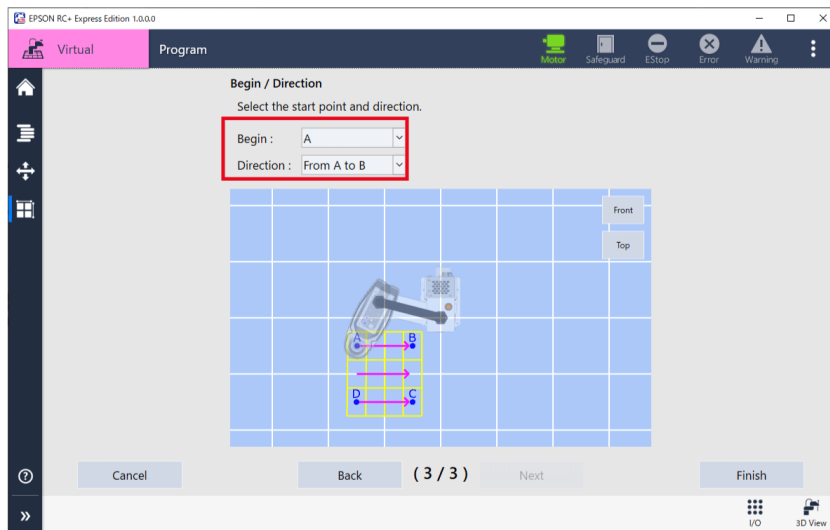 EPSON RC+ Express Edition 1.0.0.0
Virtual
Program
Motor
Safeguard
EStop
Error
Warning
Begin / Direction
Select the start point and direction.
Begin :
A
Direction :
From A to B
Front
Top
A
B
D
C
Cancel
Back
( 3 / 3 )
Next
Finish
I/O
3D View